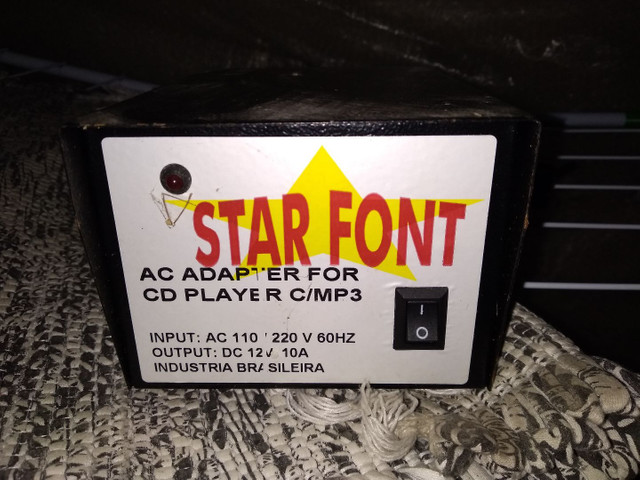 STAR FONT
AC ADAPTER FOR
CD PLAYER C/MP3
INPUT: AC 110 220 V 60HZ
OUTPUT: DC 12V 10A
INDUSTRIA BRASILEIRA
I
O